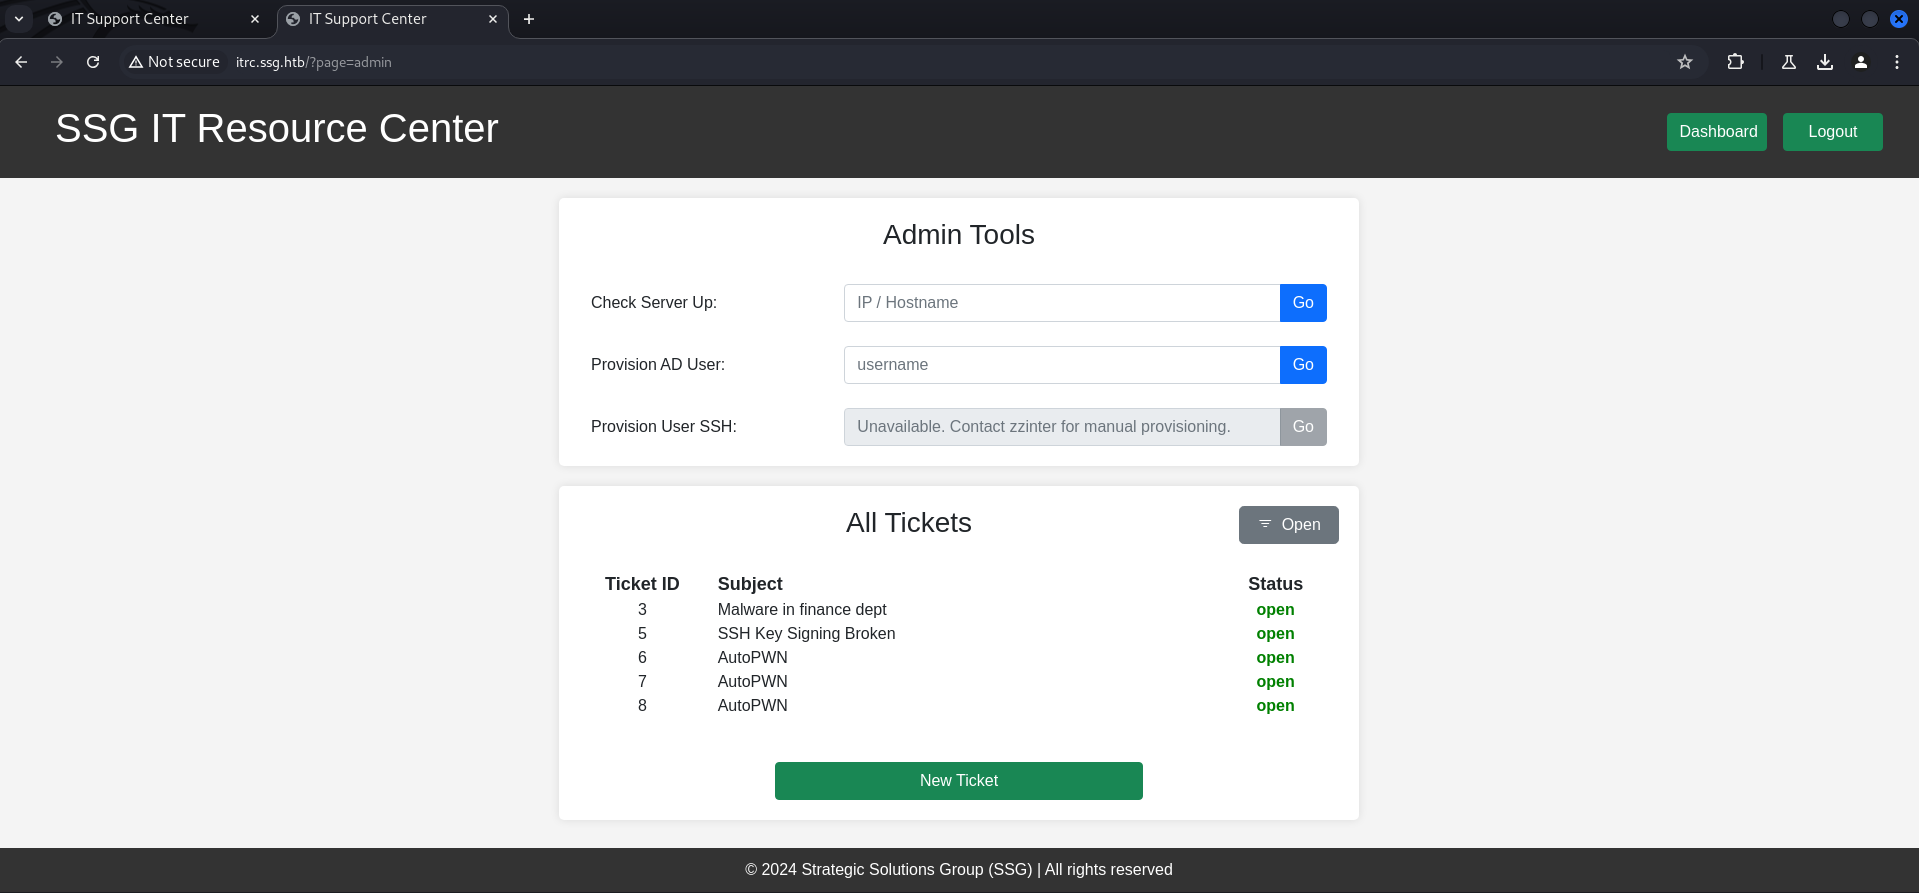 IT Support Center
IT Support Center
Not secure itrc.ssg.htb/?page=admin
SSG IT Resource Center
Dashboard
Logout
Admin Tools
Check Server Up: IP / Hostname Go
Provision AD User: username Go
Provision User SSH: Unavailable. Contact zzinter for manual provisioning. Go
All Tickets
Open
Ticket ID Subject Status
3 Malware in finance dept open
5 SSH Key Signing Broken open
6 AutoPWN open
7 AutoPWN open
8 AutoPWN open
New Ticket
© 2024 Strategic Solutions Group (SSG) | All rights reserved